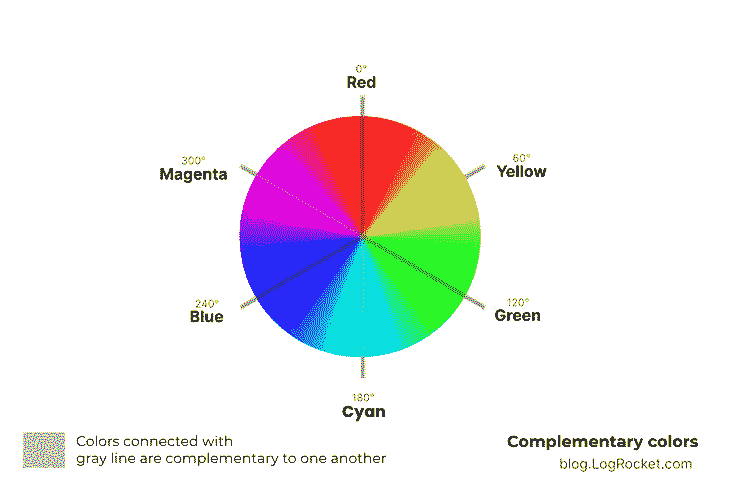 0°
Red
300°
Magenta
60°
Yellow
240°
Blue
120°
Green
180°
Cyan
Colors connected with
gray line are complementary to one another
Complementary colors
blog.LogRocket.com